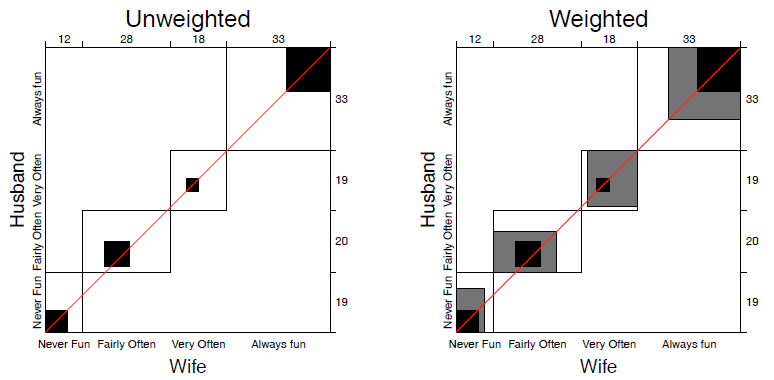 Unweighted
12 28 18 33
33
19
20
19
Always fun
Very Often
Fairly Often
Never Fun
Husband
Never Fun Fairly Often Very Often Always fun
Wife
Weighted
12 28 18 33
33
19
20
19
Always fun
Very Often
Fairly Often
Never Fun
Husband
Never Fun Fairly Often Very Often Always fun
Wife